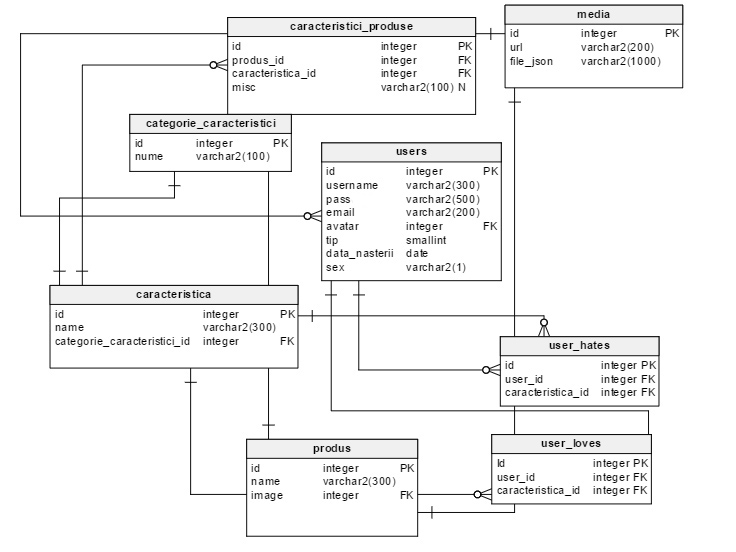 caracteristici_produse
id integer PK
produs_id integer FK
caracteristica_id integer FK
misc varchar2(100) N
media
id integer PK
url varchar2(200)
file_json varchar2(1000)
categorie_caracteristici
id integer PK
nume varchar2(100)
users
id integer PK
username varchar2(300)
pass varchar2(500)
email varchar2(200)
avatar integer FK
tip smallint
data_nasterii date
sex varchar2(1)
caracteristica
id integer PK
name varchar2(300)
categorie_caracteristici_id integer FK
user_hates
id integer PK
user_id integer FK
caracteristica_id integer FK
produs
id integer PK
name varchar2(300)
image integer FK
user_loves
Id integer PK
user_id integer FK
caracteristica_id integer FK